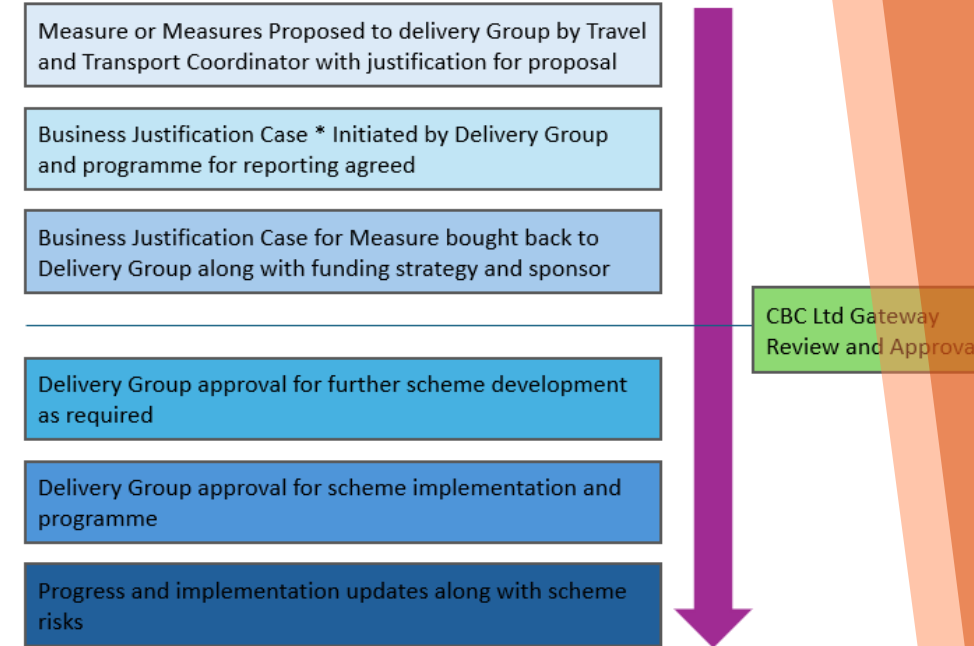 Measure or Measures Proposed to delivery Group by Travel
and Transport Coordinator with justification for proposal
Business Justification Case * Initiated by Delivery Group
and programme for reporting agreed
Business Justification Case for Measure bought back to
Delivery Group along with funding strategy and sponsor
CBC Ltd Gateway
Review and Approva
Delivery Group approval for further scheme development
as required
Delivery Group approval for scheme implementation and
programme
Progress and implementation updates along with scheme
risks